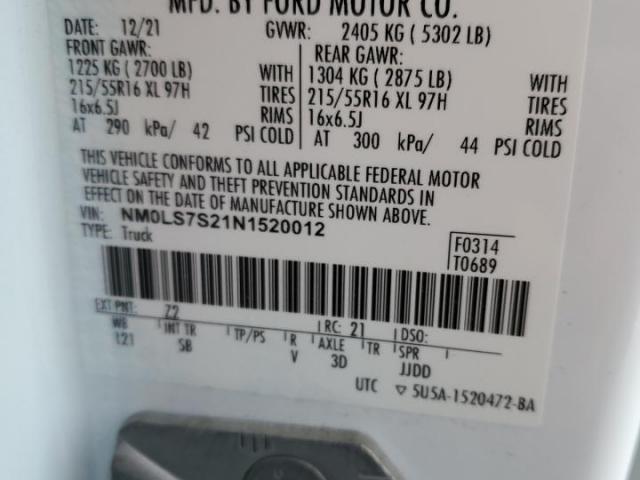 MFD. BY FORD MOTOR CO.
DATE: 12/21 GVWR: 2405 KG ( 5302 LB)
FRONT GAWR: REAR GAWR:
1225 KG ( 2700 LB) WITH 1304 KG ( 2875 LB) WITH
215/55R16 XL 97H TIRES 215/55R16 XL 97H TIRES
16x6.5J RIMS 16x6.5J RIMS
AT 290 kPa/ 42 PSI COLD AT 300 kPa/ 44 PSI COLD
THIS VEHICLE CONFORMS TO ALL APPLICABLE FEDERAL MOTOR
VEHICLE SAFETY AND THEFT PREVENTION STANDARDS IN
EFFECT ON THE DATE OF MANUFACTURE SHOWN ABOVE.
VIN: NM0LS7S21N1520012
TYPE: Truck
F0314
T0689
EXT PNT: Z2 RC: 21 DSO:
WB INT TR TP/PS R AXLE TR SPR
121 SB V 3D JJDD
UTC ▽ 5U5A-1520472-BA